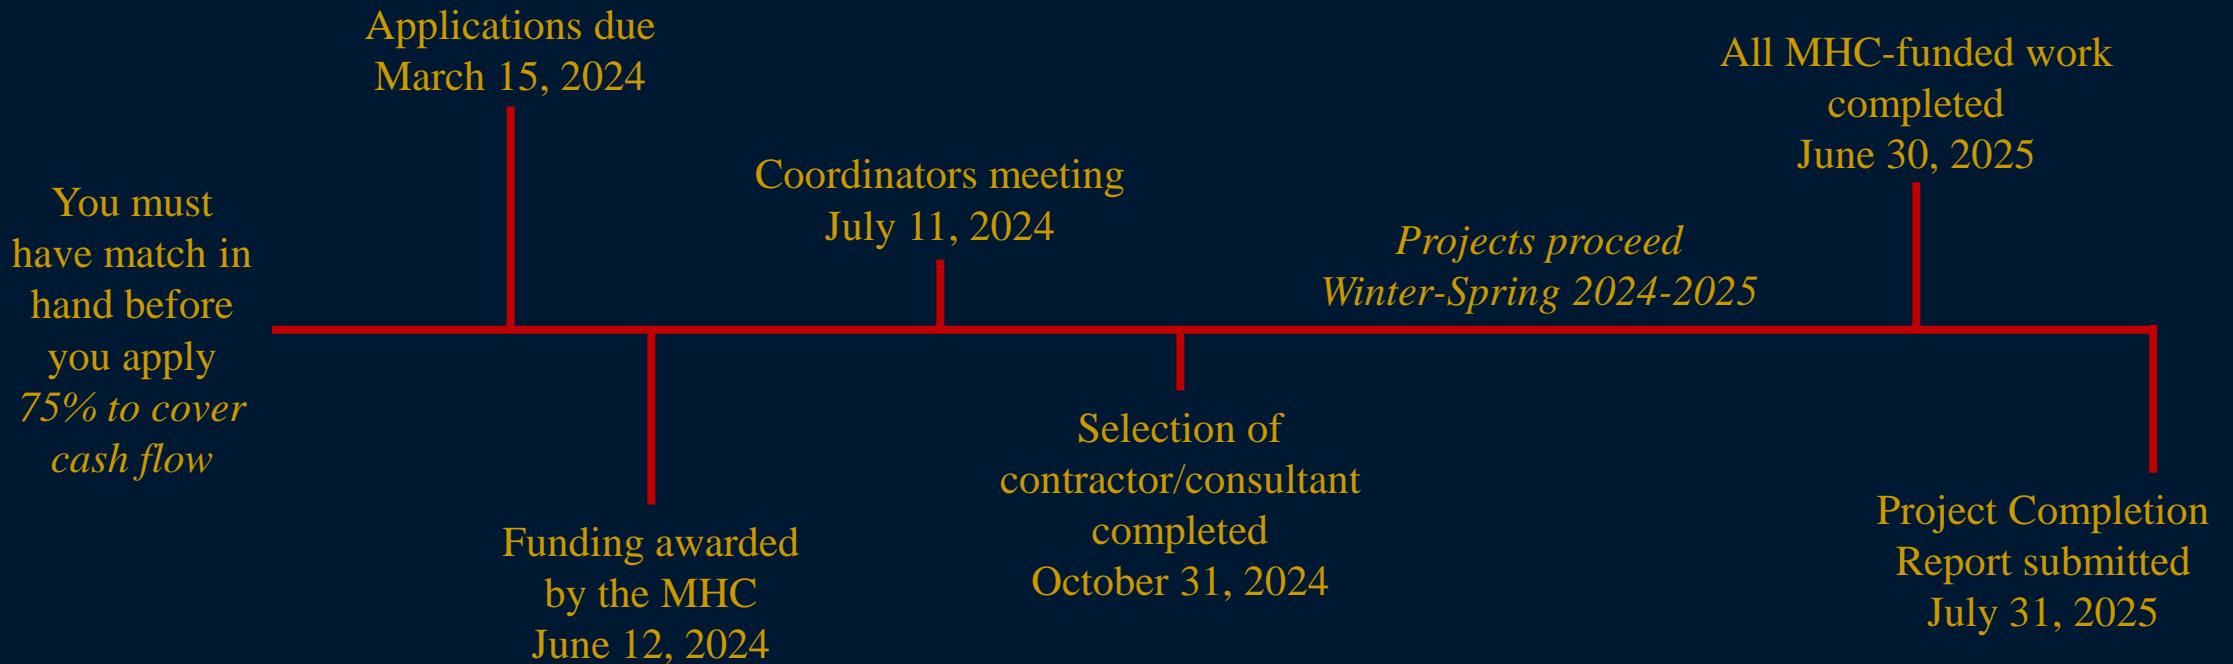 You must
have match in
hand before
you apply
75% to cover
cash flow
Applications due
March 15, 2024
Funding awarded
by the MHC
June 12, 2024
Coordinators meeting
July 11, 2024
Selection of
contractor/consultant
completed
October 31, 2024
Projects proceed
Winter-Spring 2024-2025
All MHC-funded work
completed
June 30, 2025
Project Completion
Report submitted
July 31, 2025